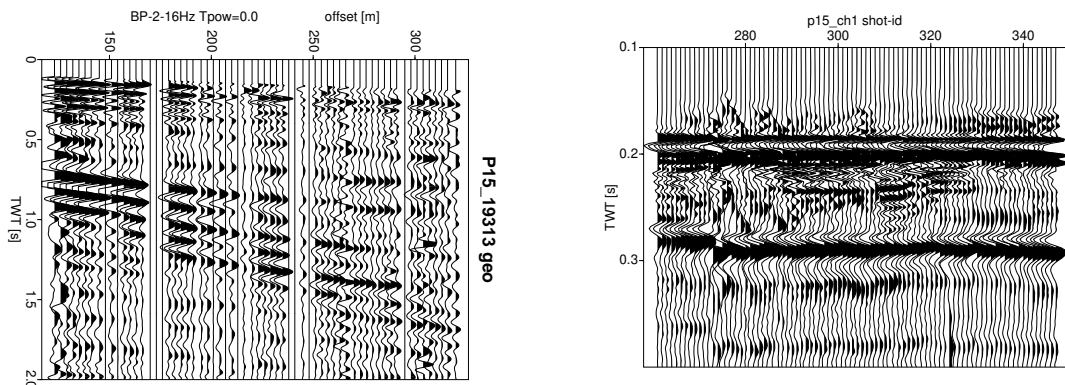 BP-2-16Hz Tpow=0.0 offset [m]
150 200 250 300
0
0.5
1.0
1.5
2.0
TWT [s]
P15_19313 geo
p15_ch1 shot-id
280 300 320 340
0.1
0.2
0.3
TWT [s]